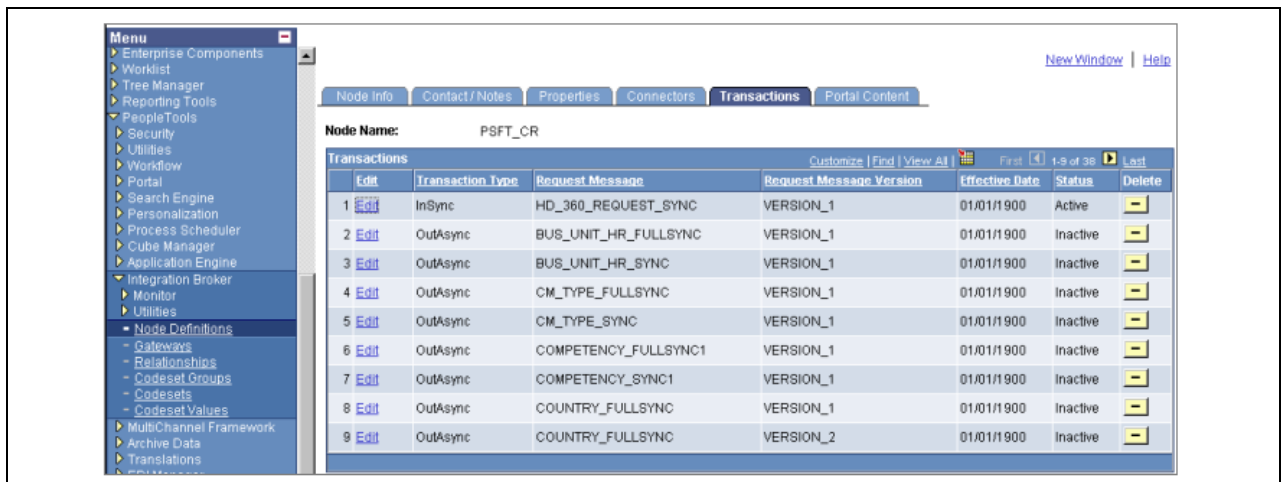 Menu
Enterprise Components
Worklist
Tree Manager
Reporting Tools
PeopleTools
Security
Utilities
Workflow
Portal
Search Engine
Personalization
Process Scheduler
Cube Manager
Application Engine
Integration Broker
Monitor
Utilities
Node Definitions
Gateways
Relationships
Codeset Groups
Codesets
Codeset Values
MultiChannel Framework
Archive Data
Translations
New Window | Help
Node Info Contact / Notes Properties Connectors Transactions Portal Content
Node Name: PSFT_CR
Transactions Customize | Find | View All | First 1-9 of 38 Last
Edit Transaction Type Request Message Request Message Version Effective Date Status Delete
1 Edit InSync HD_360_REQUEST_SYNC VERSION_1 01/01/1900 Active
2 Edit OutAsync BUS_UNIT_HR_FULLSYNC VERSION_1 01/01/1900 Inactive
3 Edit OutAsync BUS_UNIT_HR_SYNC VERSION_1 01/01/1900 Inactive
4 Edit OutAsync CM_TYPE_FULLSYNC VERSION_1 01/01/1900 Inactive
5 Edit OutAsync CM_TYPE_SYNC VERSION_1 01/01/1900 Inactive
6 Edit OutAsync COMPETENCY_FULLSYNC1 VERSION_1 01/01/1900 Inactive
7 Edit OutAsync COMPETENCY_SYNC1 VERSION_1 01/01/1900 Inactive
8 Edit OutAsync COUNTRY_FULLSYNC VERSION_1 01/01/1900 Inactive
9 Edit OutAsync COUNTRY_FULLSYNC VERSION_2 01/01/1900 Inactive